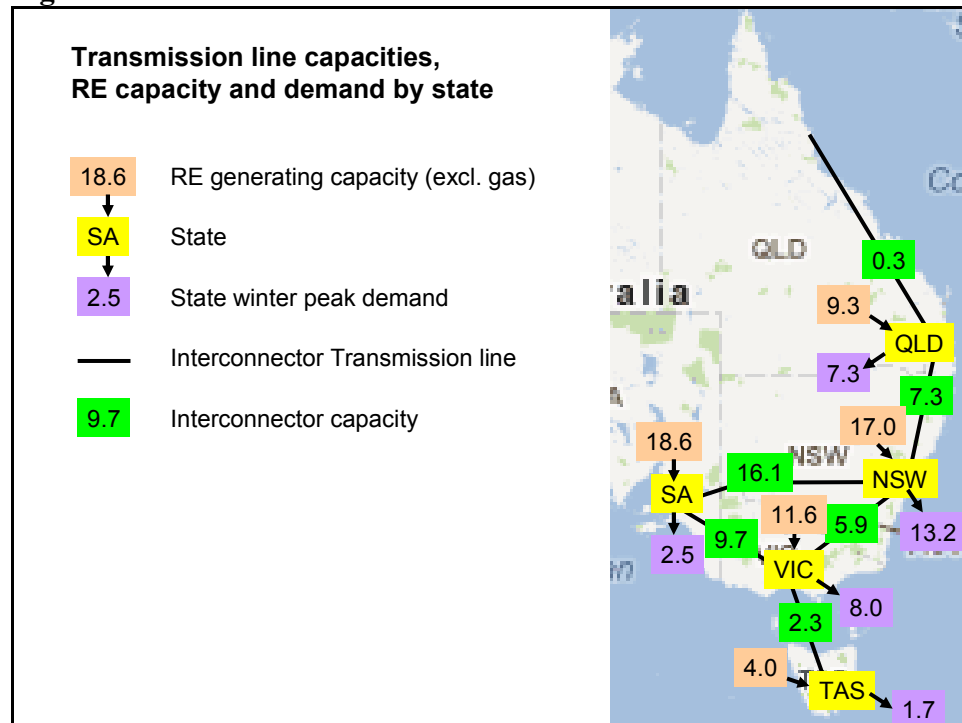 Transmission line capacities,
RE capacity and demand by state
18.6 RE generating capacity (excl. gas)
SA State
2.5 State winter peak demand
Interconnector Transmission line
9.7 Interconnector capacity
QLD
0.3
ralia
9.3
QLD
7.3
7.3
17.0
18.6
NSW
16.1
NSW
SA
11.6
5.9
13.2
9.7
2.5
VIC
8.0
2.3
4.0
TAS
1.7